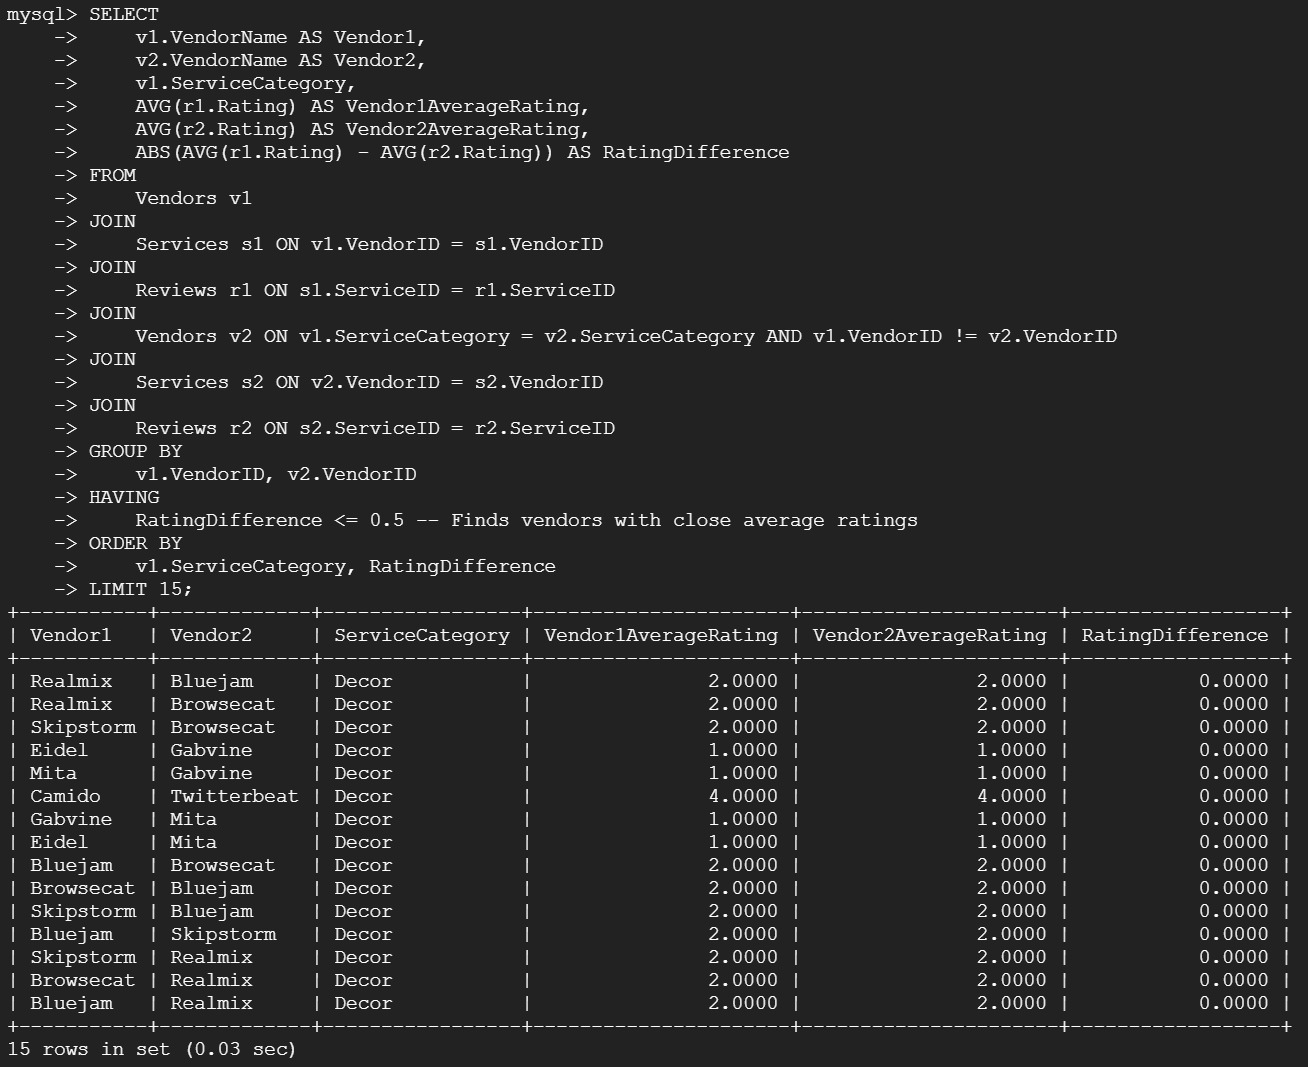 mysql> SELECT
    ->     v1.VendorName AS Vendor1,
    ->     v2.VendorName AS Vendor2,
    ->     v1.ServiceCategory,
    ->     AVG(r1.Rating) AS Vendor1AverageRating,
    ->     AVG(r2.Rating) AS Vendor2AverageRating,
    ->     ABS(AVG(r1.Rating) - AVG(r2.Rating)) AS RatingDifference
    -> FROM
    ->     Vendors v1
    -> JOIN
    ->     Services s1 ON v1.VendorID = s1.VendorID
    -> JOIN
    ->     Reviews r1 ON s1.ServiceID = r1.ServiceID
    -> JOIN
    ->     Vendors v2 ON v1.ServiceCategory = v2.ServiceCategory AND v1.VendorID != v2.VendorID
    -> JOIN
    ->     Services s2 ON v2.VendorID = s2.VendorID
    -> JOIN
    ->     Reviews r2 ON s2.ServiceID = r2.ServiceID
    -> GROUP BY
    ->     v1.VendorID, v2.VendorID
    -> HAVING
    ->     RatingDifference <= 0.5 -- Finds vendors with close average ratings
    -> ORDER BY
    ->     v1.ServiceCategory, RatingDifference
    -> LIMIT 15;
+-----------+-------------+-----------------+----------------------+----------------------+------------------+
| Vendor1   | Vendor2     | ServiceCategory | Vendor1AverageRating | Vendor2AverageRating | RatingDifference |
+-----------+-------------+-----------------+----------------------+----------------------+------------------+
| Realmix   | Bluejam     | Decor           |               2.0000 |               2.0000 |           0.0000 |
| Realmix   | Browsecat   | Decor           |               2.0000 |               2.0000 |           0.0000 |
| Skipstorm | Browsecat   | Decor           |               2.0000 |               2.0000 |           0.0000 |
| Eidel     | Gabvine     | Decor           |               1.0000 |               1.0000 |           0.0000 |
| Mita      | Gabvine     | Decor           |               1.0000 |               1.0000 |           0.0000 |
| Camido    | Twitterbeat | Decor           |               4.0000 |               4.0000 |           0.0000 |
| Gabvine   | Mita        | Decor           |               1.0000 |               1.0000 |           0.0000 |
| Eidel     | Mita        | Decor           |               1.0000 |               1.0000 |           0.0000 |
| Bluejam   | Browsecat   | Decor           |               2.0000 |               2.0000 |           0.0000 |
| Browsecat | Bluejam     | Decor           |               2.0000 |               2.0000 |           0.0000 |
| Skipstorm | Bluejam     | Decor           |               2.0000 |               2.0000 |           0.0000 |
| Bluejam   | Skipstorm   | Decor           |               2.0000 |               2.0000 |           0.0000 |
| Skipstorm | Realmix     | Decor           |               2.0000 |               2.0000 |           0.0000 |
| Browsecat | Realmix     | Decor           |               2.0000 |               2.0000 |           0.0000 |
| Bluejam   | Realmix     | Decor           |               2.0000 |               2.0000 |           0.0000 |
+-----------+-------------+-----------------+----------------------+----------------------+------------------+
15 rows in set (0.03 sec)